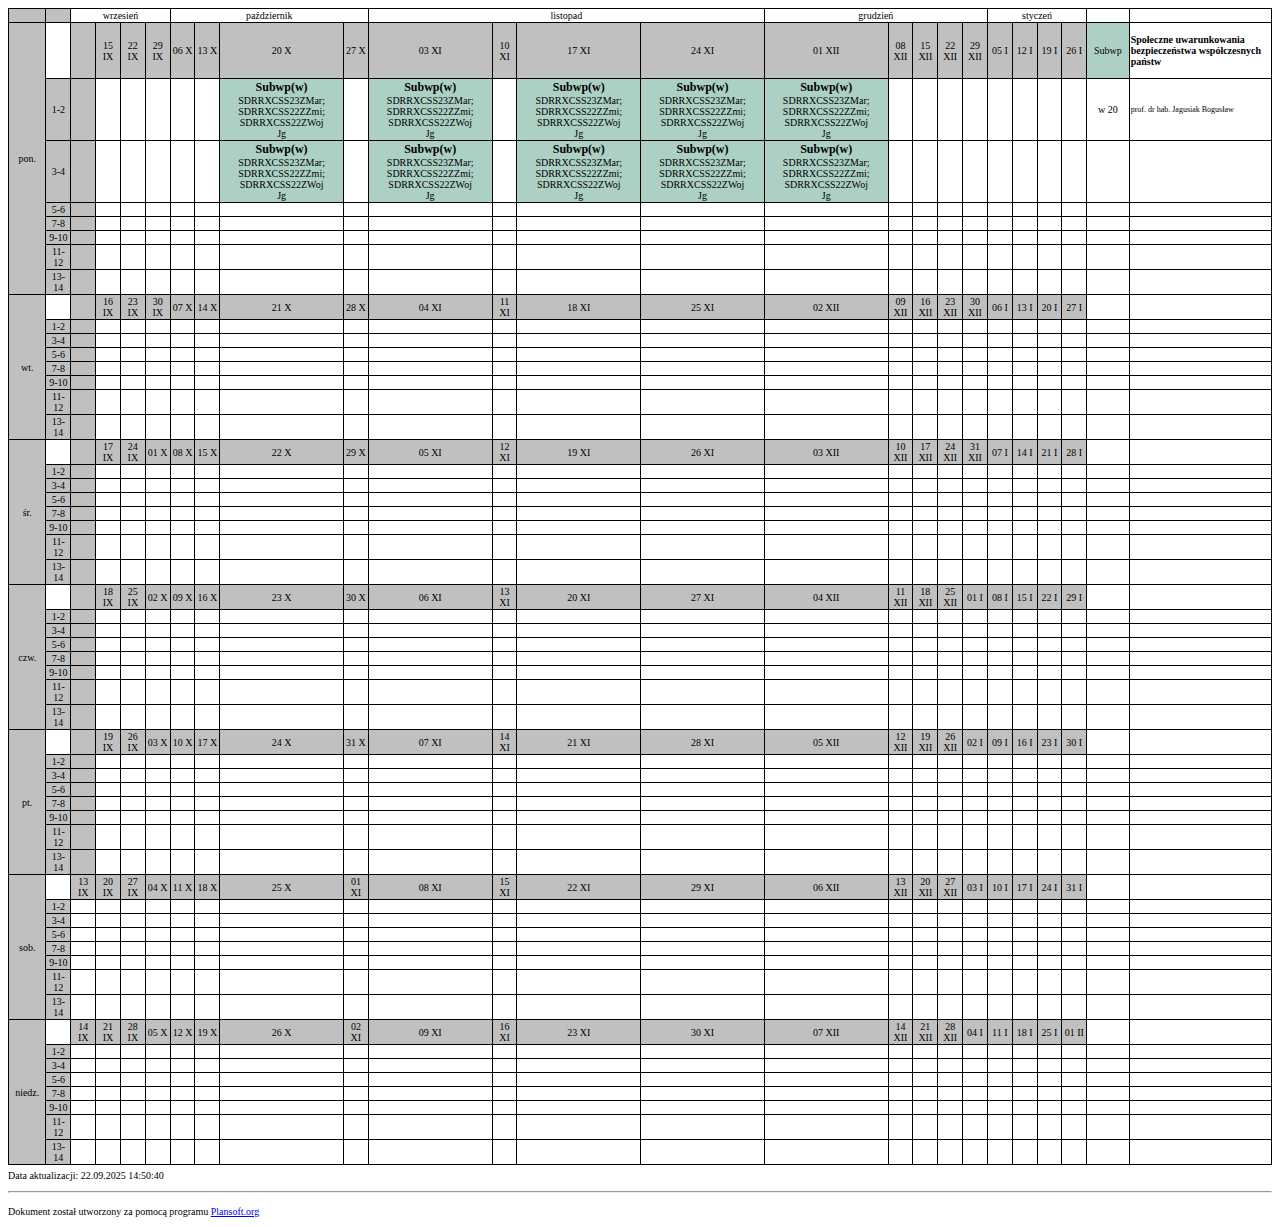 wrzesień październik listopad grudzień styczeń
pon. 15 IX 22 IX 29 IX 06 X 13 X 20 X 27 X 03 XI 10 XI 17 XI 24 XI 01 XII 08 XII 15 XII 22 XII 29 XII 05 I 12 I 19 I 26 I Subwp Społeczne uwarunkowania bezpieczeństwa współczesnych państw
1-2 Subwp(w) Subwp(w) Subwp(w) Subwp(w) Subwp(w)
SDRRXCSS23ZMar; SDRRXCSS23ZMar; SDRRXCSS23ZMar; SDRRXCSS23ZMar; SDRRXCSS23ZMar;
SDRRXCSS22ZZmi; SDRRXCSS22ZZmi; SDRRXCSS22ZZmi; SDRRXCSS22ZZmi; SDRRXCSS22ZZmi;
SDRRXCSS22ZWoj SDRRXCSS22ZWoj SDRRXCSS22ZWoj SDRRXCSS22ZWoj SDRRXCSS22ZWoj
Jg Jg Jg Jg Jg
w 20 prof. dr hab. Jagusiak Bogusław
3-4 Subwp(w) Subwp(w) Subwp(w) Subwp(w) Subwp(w)
SDRRXCSS23ZMar; SDRRXCSS23ZMar; SDRRXCSS23ZMar; SDRRXCSS23ZMar; SDRRXCSS23ZMar;
SDRRXCSS22ZZmi; SDRRXCSS22ZZmi; SDRRXCSS22ZZmi; SDRRXCSS22ZZmi; SDRRXCSS22ZZmi;
SDRRXCSS22ZWoj SDRRXCSS22ZWoj SDRRXCSS22ZWoj SDRRXCSS22ZWoj SDRRXCSS22ZWoj
Jg Jg Jg Jg Jg
5-6
7-8
9-10
11-12
13-14
wt. 16 IX 23 IX 30 IX 07 X 14 X 21 X 28 X 04 XI 11 XI 18 XI 25 XI 02 XII 09 XII 16 XII 23 XII 30 XII 06 I 13 I 20 I 27 I
1-2
3-4
5-6
7-8
9-10
11-12
13-14
śr. 17 IX 24 IX 01 X 08 X 15 X 22 X 29 X 05 XI 12 XI 19 XI 26 XI 03 XII 10 XII 17 XII 24 XII 31 XII 07 I 14 I 21 I 28 I
1-2
3-4
5-6
7-8
9-10
11-12
13-14
czw. 18 IX 25 IX 02 X 09 X 16 X 23 X 30 X 06 XI 13 XI 20 XI 27 XI 04 XII 11 XII 18 XII 25 XII 01 I 08 I 15 I 22 I 29 I
1-2
3-4
5-6
7-8
9-10
11-12
13-14
pt. 19 IX 26 IX 03 X 10 X 17 X 24 X 31 X 07 XI 14 XI 21 XI 28 XI 05 XII 12 XII 19 XII 26 XII 02 I 09 I 16 I 23 I 30 I
1-2
3-4
5-6
7-8
9-10
11-12
13-14
sob. 13 IX 20 IX 27 IX 04 X 11 X 18 X 25 X 01 XI 08 XI 15 XI 22 XI 29 XI 06 XII 13 XII 20 XII 27 XII 03 I 10 I 17 I 24 I 31 I
1-2
3-4
5-6
7-8
9-10
11-12
13-14
niedz. 14 IX 21 IX 28 IX 05 X 12 X 19 X 26 X 02 XI 09 XI 16 XI 23 XI 30 XI 07 XII 14 XII 21 XII 28 XII 04 I 11 I 18 I 25 I 01 II
1-2
3-4
5-6
7-8
9-10
11-12
13-14
Data aktualizacji: 22.09.2025 14:50:40
Dokument został utworzony za pomocą programu Plansoft.org